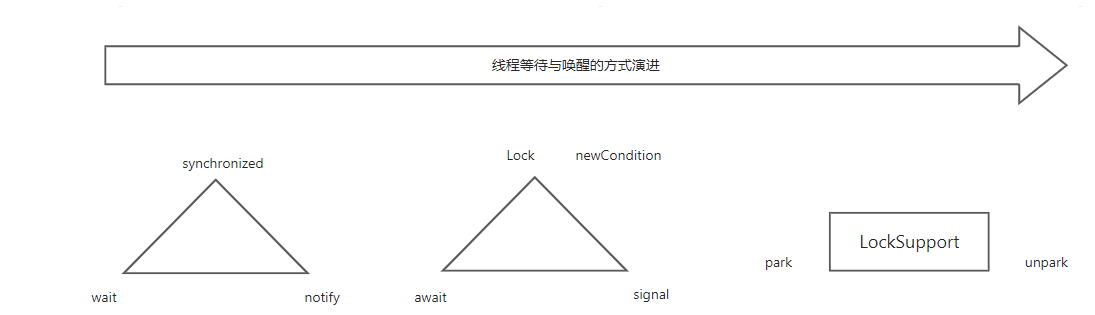 线程等待与唤醒的方式演进
synchronized
Lock newCondition
LockSupport
park unpark
wait notify await signal